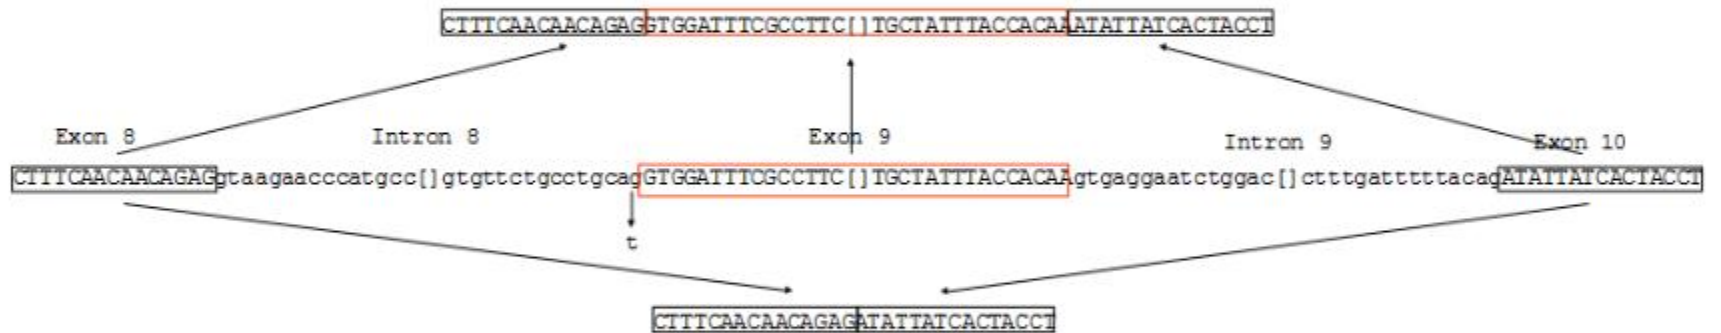 CTTTCAACAACAGAGGTGGATTTCGCCTTC[]TGCTATTTACCACAAATATTATCACTACCT
Exon 8 Intron 8 Exon 9 Intron 9 Exon 10
CTTTCAACAACAGAGgtaagaacccatgcc[]gtgttctgcctgcagGTGGATTTCGCCTTC[]TGCTATTTACCACAAgtgaggaatctggac[]ctttgatttttacagATATTATCACTACCT
t
CTTTCAACAACAGAGATATTATCACTACCT